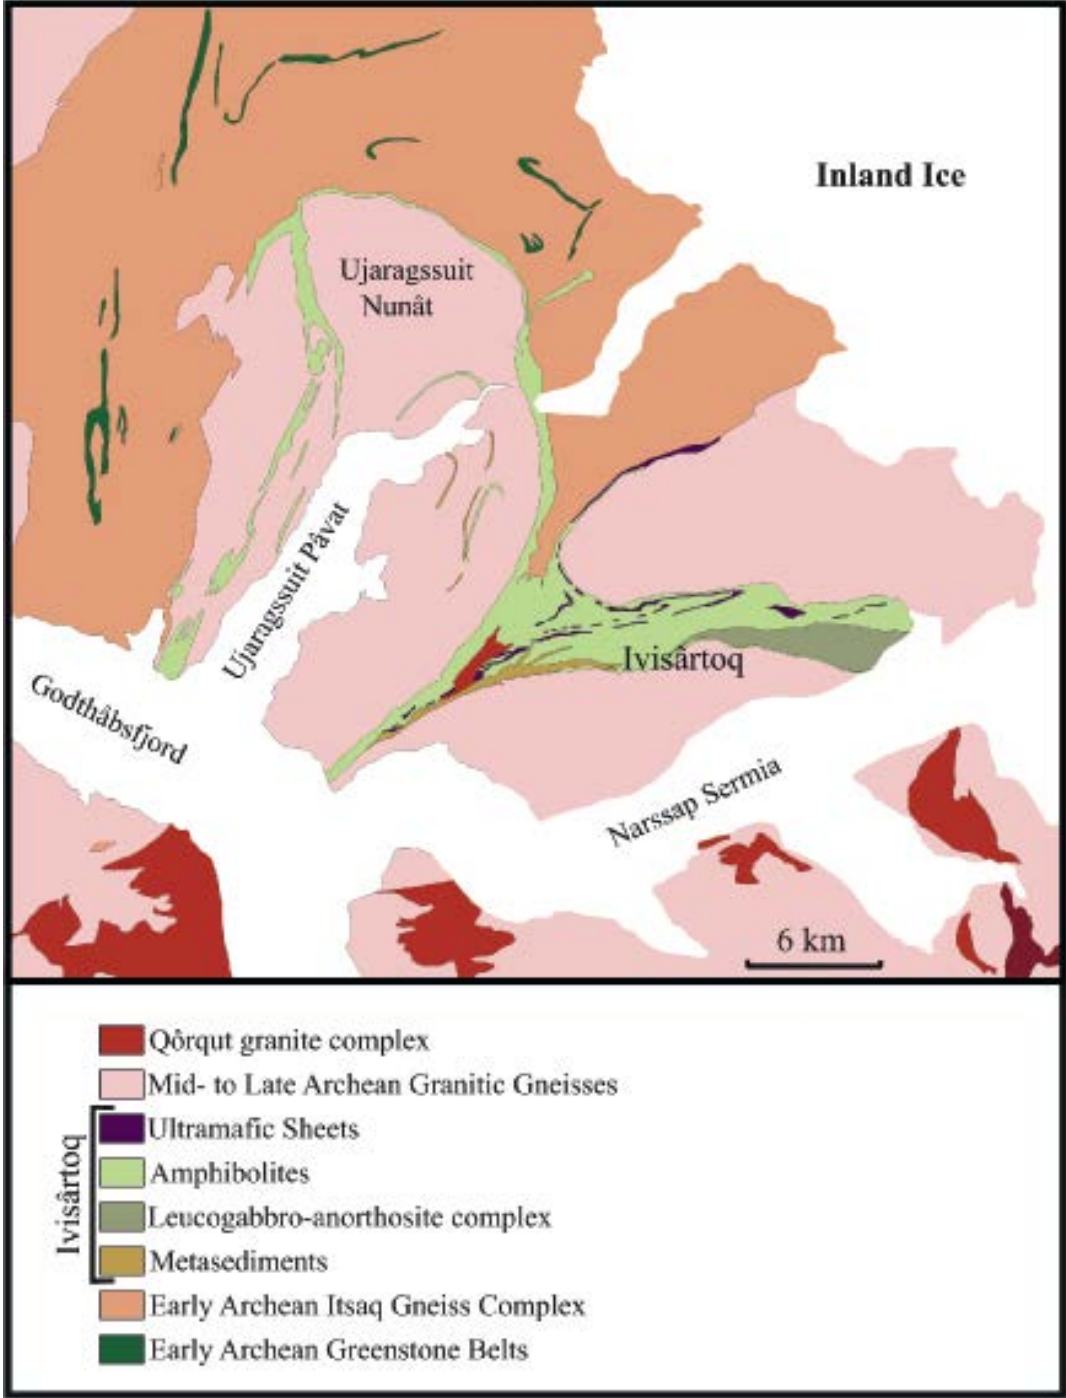 Inland Ice
Ujaragssuit
Nunât
Ujaragssuit Pâvat
Ivisârtoq
Godthâbsfjord
Narssap Sermia
6 km
Qôrqut granite complex
Mid- to Late Archean Granitic Gneisses
Ivisârtoq
Ultramafic Sheets
Amphibolites
Leucogabbro-anorthosite complex
Metasediments
Early Archean Itsaq Gneiss Complex
Early Archean Greenstone Belts